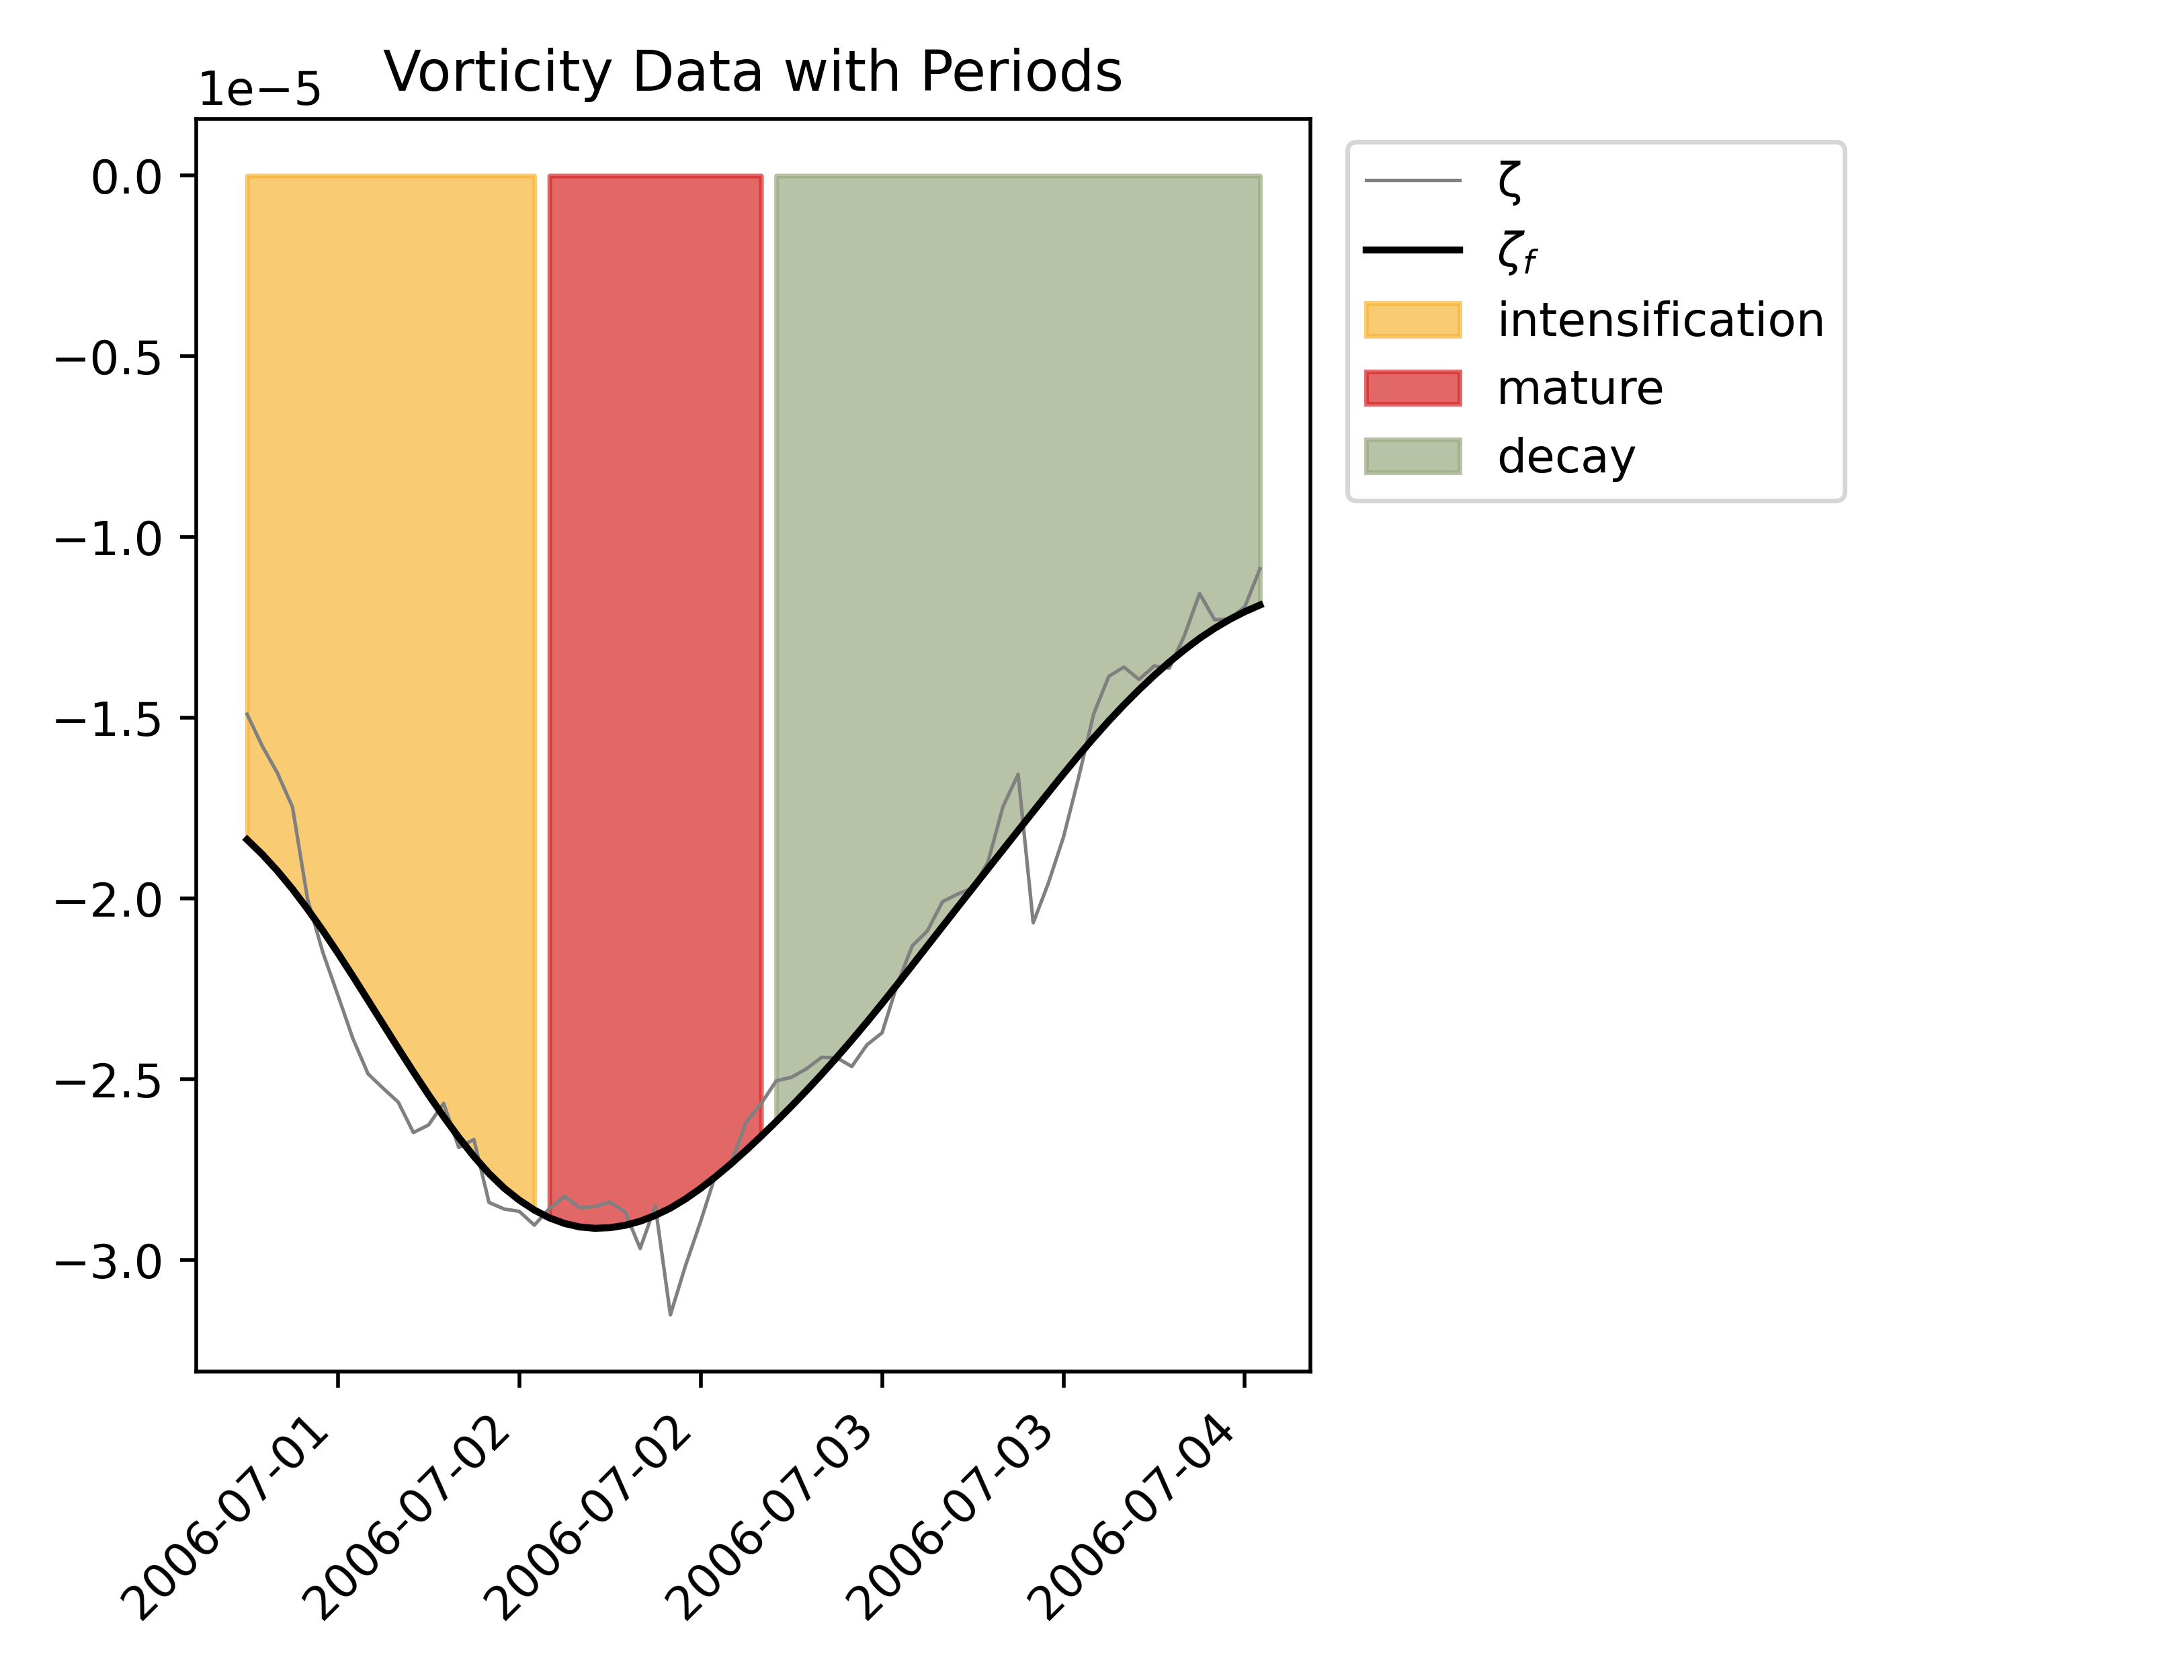 Vorticity Data with Periods
1e−5
0.0
−0.5
−1.0
−1.5
−2.0
−2.5
−3.0
2006-07-01
2006-07-02
2006-07-02
2006-07-03
2006-07-03
2006-07-04
ζ
ζf
intensification
mature
decay